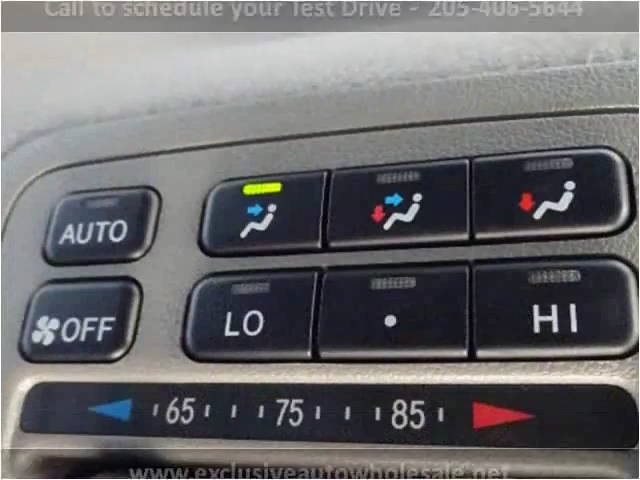 Call to schedule your Test Drive - 205-406-5644
AUTO
OFF
LO
HI
65 75 85
www.exclusiveautowholesale.net